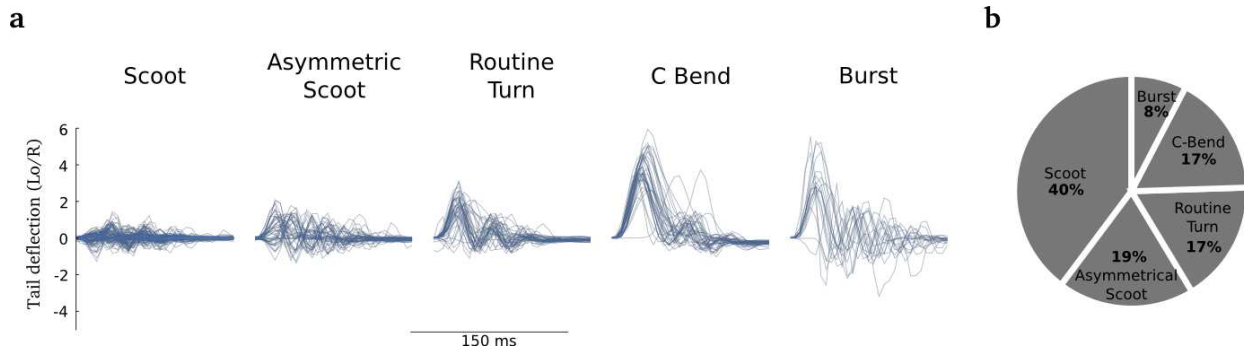 a
Scoot
Asymmetric
Scoot
Routine
Turn
C Bend
Burst
Tail deflection (Lo/R)
6
4
2
0
-2
-4
150 ms
b
Burst
8%
C-Bend
17%
Routine
Turn
17%
19%
Asymmetrical
Scoot
Scoot
40%